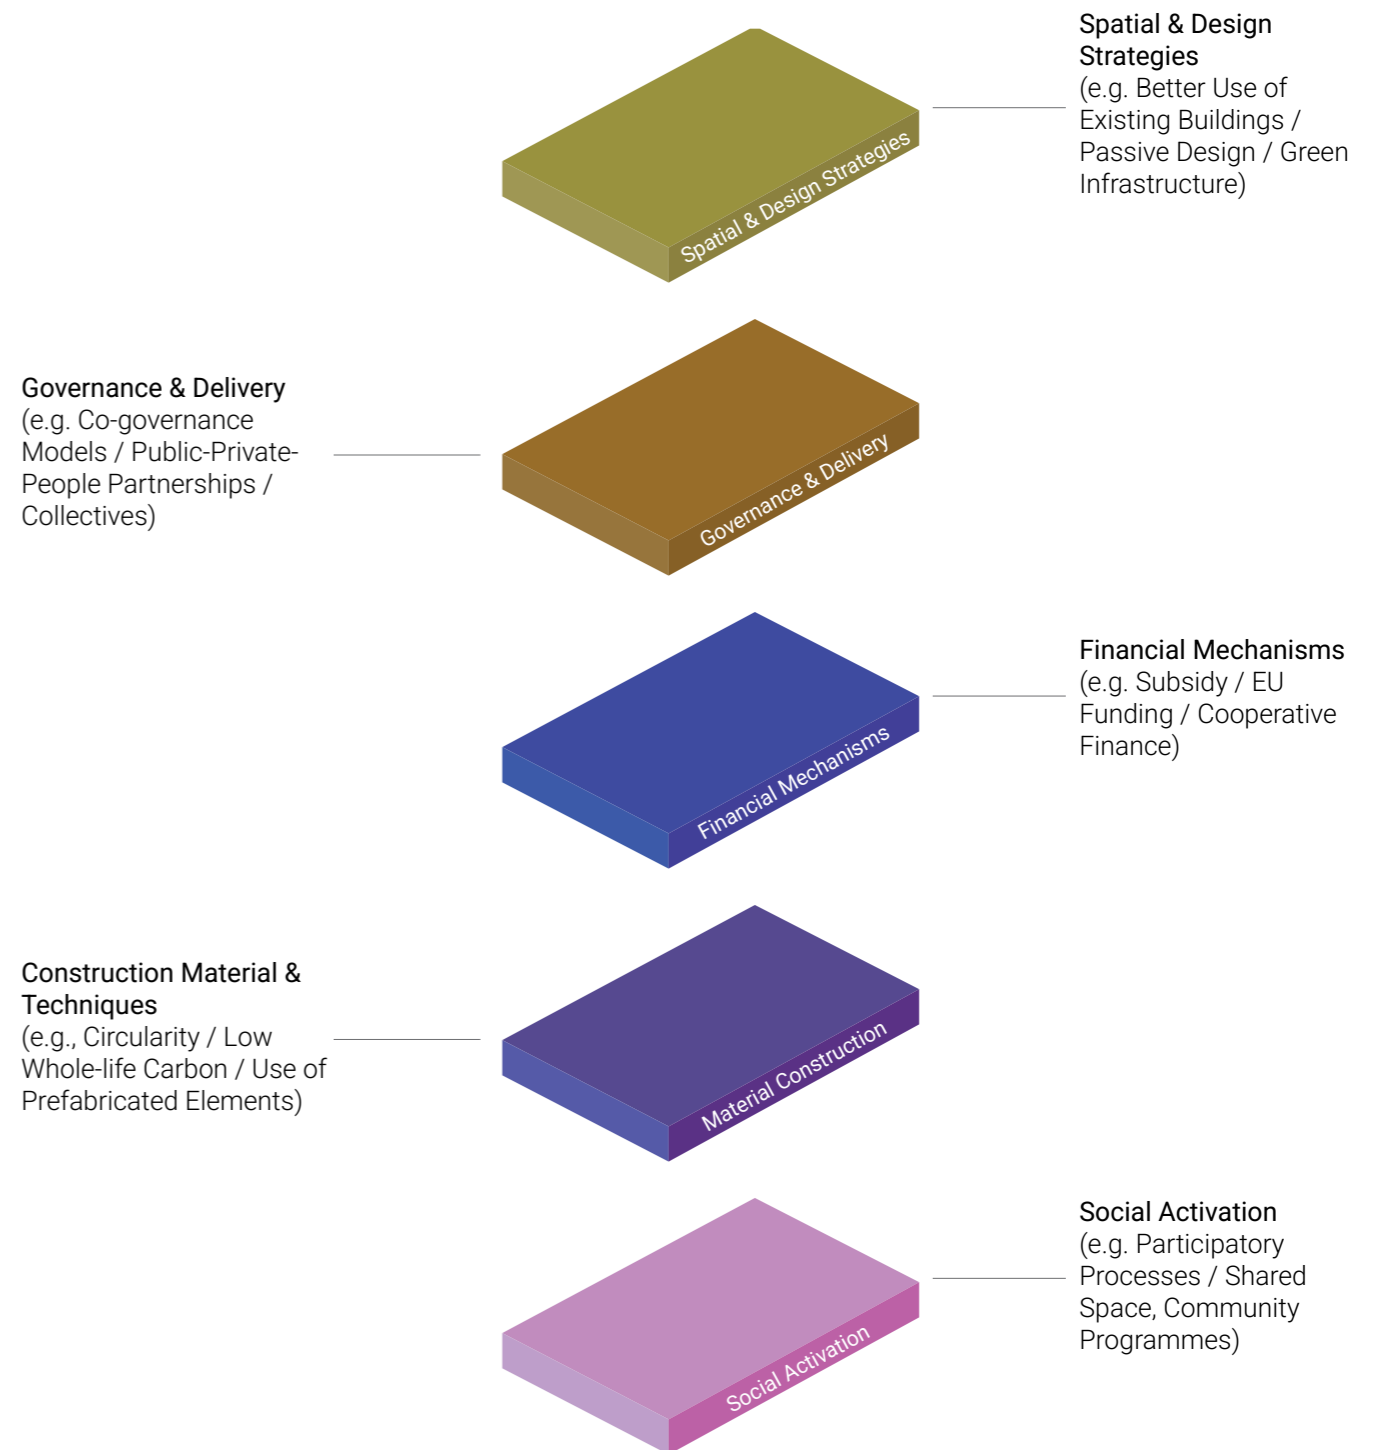 Spatial & Design
Strategies
(e.g. Better Use of
Existing Buildings /
Passive Design / Green
Infrastructure)
Spatial & Design Strategies
Governance & Delivery
(e.g. Co-governance
Models / Public-Private-
People Partnerships /
Collectives)
Governance & Delivery
Financial Mechanisms
(e.g. Subsidy / EU
Funding / Cooperative
Finance)
Financial Mechanisms
Construction Material &
Techniques
(e.g., Circularity / Low
Whole-life Carbon / Use of
Prefabricated Elements)
Material Construction
Social Activation
(e.g. Participatory
Processes / Shared
Space, Community
Programmes)
Social Activation